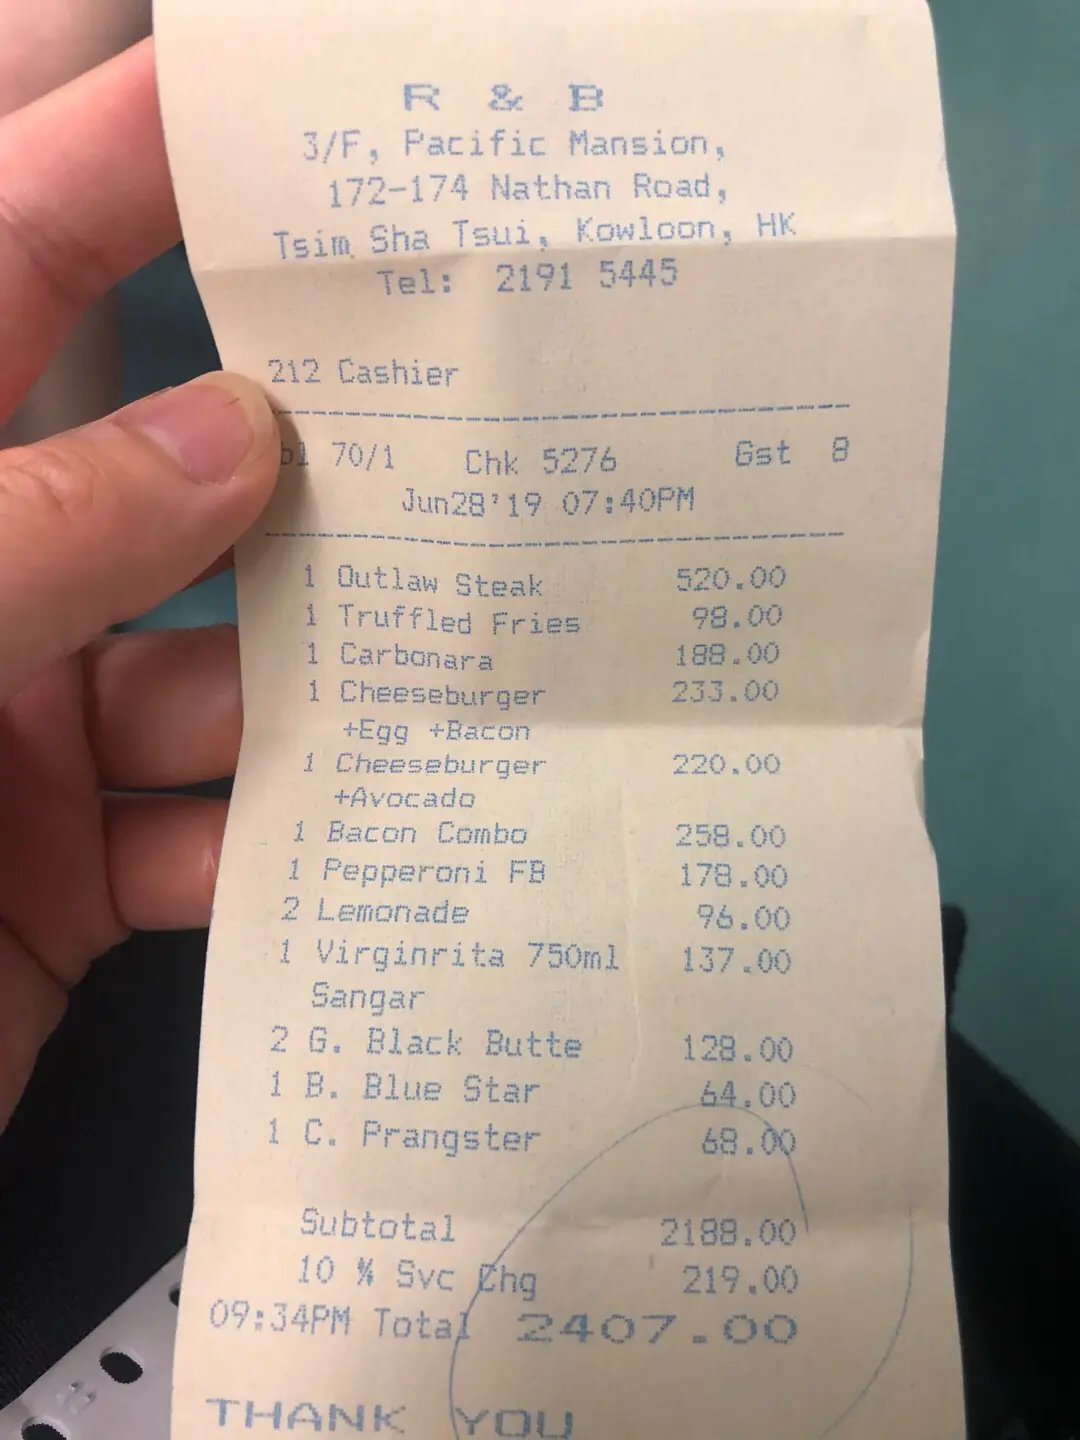 R & B
3/F, Pacific Mansion,
172-174 Nathan Road,
Tsim Sha Tsui, Kowloon, HK
Tel: 2191 5445
212 Cashier
bl 70/1 Chk 5276 Gst 8
Jun28'19 07:40PM
1 Outlaw Steak 520.00
1 Truffled Fries 98.00
1 Carbonara 188.00
1 Cheeseburger 233.00
+Egg +Bacon
1 Cheeseburger 220.00
+Avocado
1 Bacon Combo 258.00
1 Pepperoni FB 178.00
2 Lemonade 96.00
1 Virginrita 750ml 137.00
Sangar
2 G. Black Butte 128.00
1 B. Blue Star 64.00
1 C. Prangster 68.00
Subtotal 2188.00
10 % Svc Chg 219.00
09:34PM Total 2407.00
THANK YOU